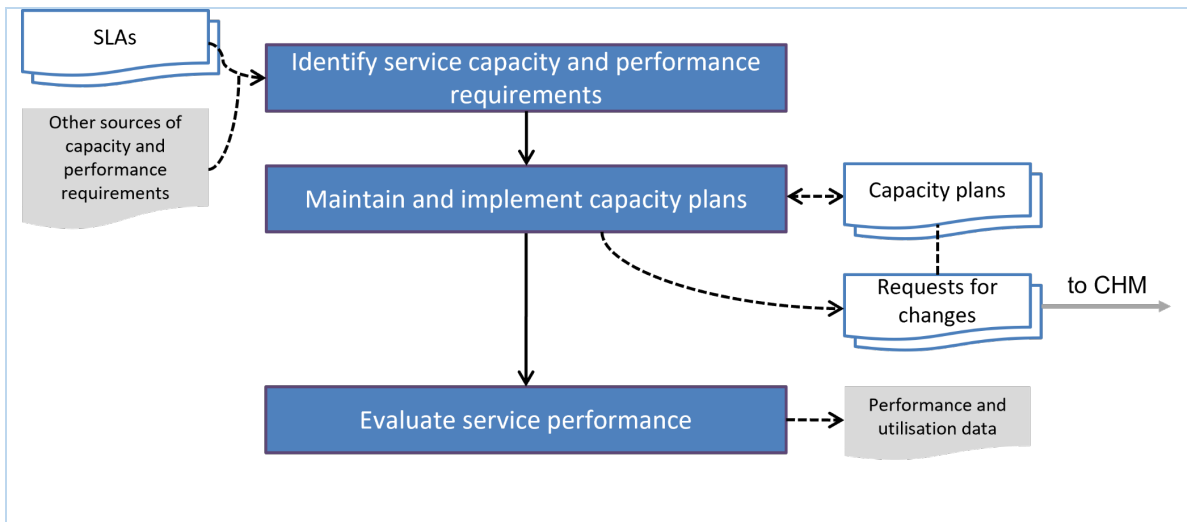 SLAs
Identify service capacity and performance
requirements
Other sources of
capacity and
performance
requirements
Maintain and implement capacity plans
Capacity plans
Requests for
changes
to CHM
Evaluate service performance
Performance and
utilisation data